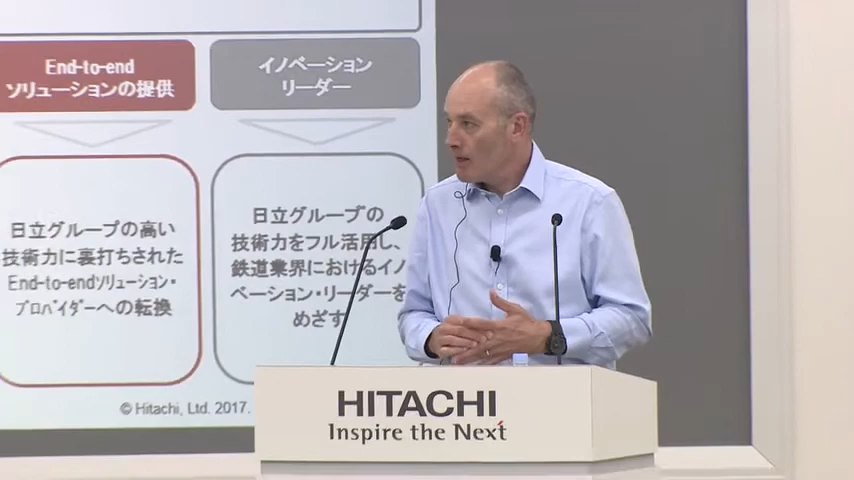 End-to-end
ソリューションの提供
イノベーション
リーダー
日立グループの高い
技術力に裏打ちされた
End-to-endソリューション・
プロバイダーへの転換
日立グループの
技術力をフル活用し、
鉄道業界におけるイノ
ベーション・リーダーを
めざす
©Hitachi, Ltd. 2017.
HITACHI
Inspire the Next